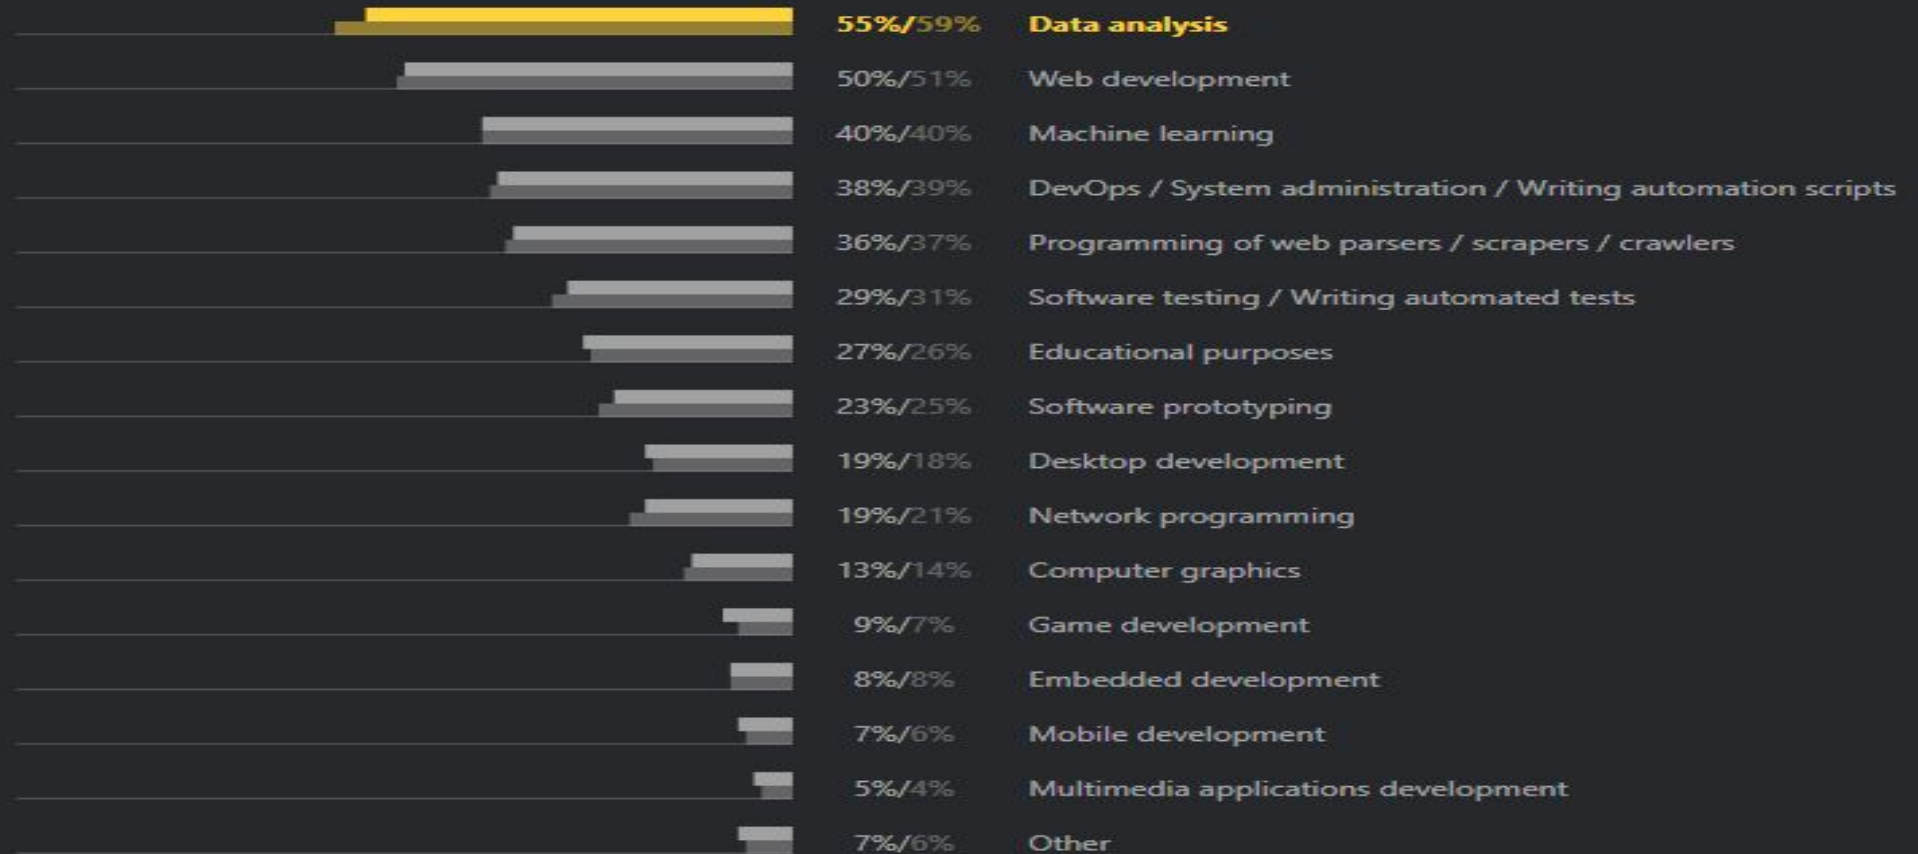 55%/59% Data analysis
50%/51% Web development
40%/40% Machine learning
38%/39% DevOps / System administration / Writing automation scripts
36%/37% Programming of web parsers / scrapers / crawlers
29%/31% Software testing / Writing automated tests
27%/26% Educational purposes
23%/25% Software prototyping
19%/18% Desktop development
19%/21% Network programming
13%/14% Computer graphics
9%/7% Game development
8%/8% Embedded development
7%/6% Mobile development
5%/4% Multimedia applications development
7%/6% Other